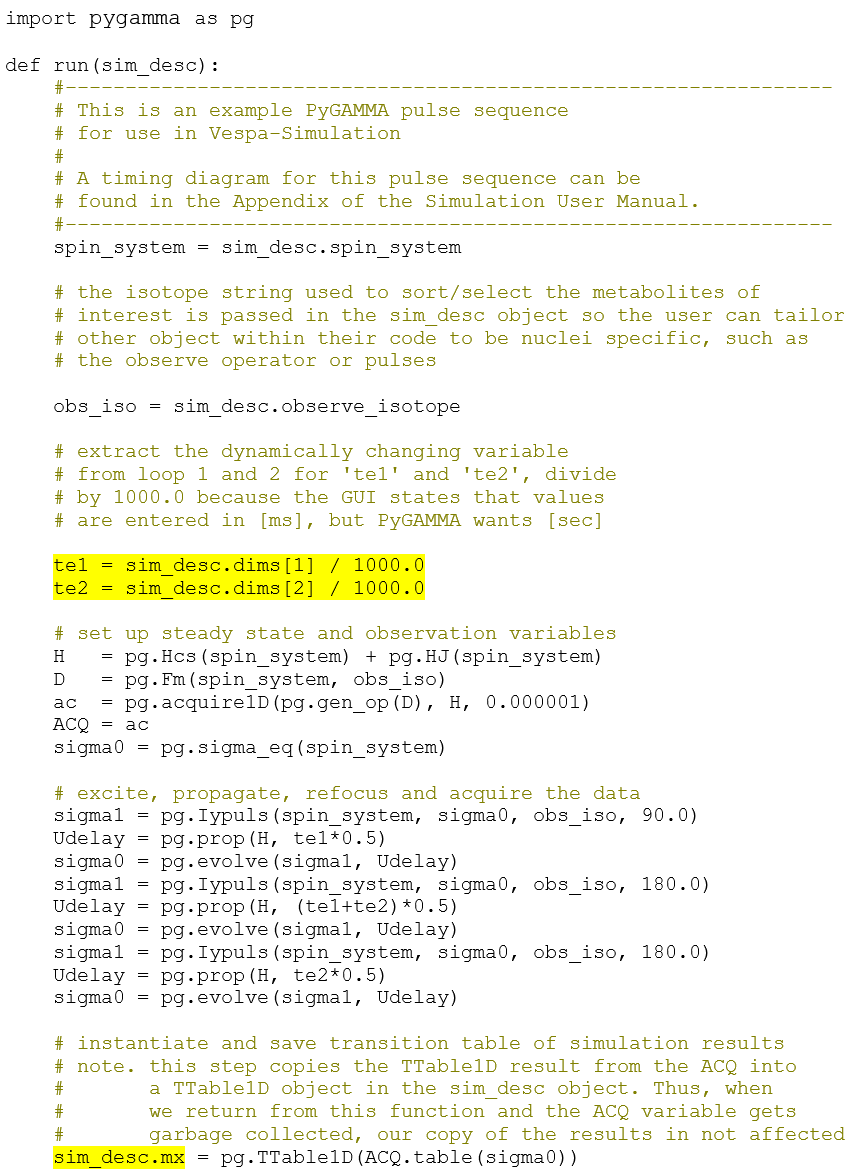 import pygamma as pg
def run(sim_desc):
#----------------------------------------------------------------
# This is an example PyGAMMA pulse sequence
# for use in Vespa-Simulation
#
# A timing diagram for this pulse sequence can be
# found in the Appendix of the Simulation User Manual.
#----------------------------------------------------------------
spin_system = sim_desc.spin_system
# the isotope string used to sort/select the metabolites of
# interest is passed in the sim_desc object so the user can tailor
# other object within their code to be nuclei specific, such as
# the observe operator or pulses
obs_iso = sim_desc.observe_isotope
# extract the dynamically changing variable
# from loop 1 and 2 for 'te1' and 'te2', divide
# by 1000.0 because the GUI states that values
# are entered in [ms], but PyGAMMA wants [sec]
te1 = sim_desc.dims[1] / 1000.0
te2 = sim_desc.dims[2] / 1000.0
# set up steady state and observation variables
H   = pg.Hcs(spin_system) + pg.HJ(spin_system)
D   = pg.Fm(spin_system, obs_iso)
ac  = pg.acquire1D(pg.gen_op(D), H, 0.000001)
ACQ = ac
sigma0 = pg.sigma_eq(spin_system)
# excite, propagate, refocus and acquire the data
sigma1 = pg.Iypuls(spin_system, sigma0, obs_iso, 90.0)
Udelay = pg.prop(H, te1*0.5)
sigma0 = pg.evolve(sigma1, Udelay)
sigma1 = pg.Iypuls(spin_system, sigma0, obs_iso, 180.0)
Udelay = pg.prop(H, (te1+te2)*0.5)
sigma0 = pg.evolve(sigma1, Udelay)
sigma1 = pg.Iypuls(spin_system, sigma0, obs_iso, 180.0)
Udelay = pg.prop(H, te2*0.5)
sigma0 = pg.evolve(sigma1, Udelay)
# instantiate and save transition table of simulation results
# note. this step copies the TTable1D result from the ACQ into
#       a TTable1D object in the sim_desc object. Thus, when
#       we return from this function and the ACQ variable gets
#       garbage collected, our copy of the results in not affected
sim_desc.mx = pg.TTable1D(ACQ.table(sigma0))